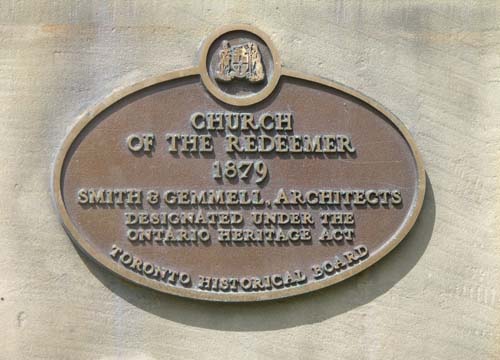 CHURCH
OF THE REDEEMER
1879
SMITH & GEMMELL, ARCHITECTS
DESIGNATED UNDER THE
ONTARIO HERITAGE ACT
TORONTO HISTORICAL BOARD